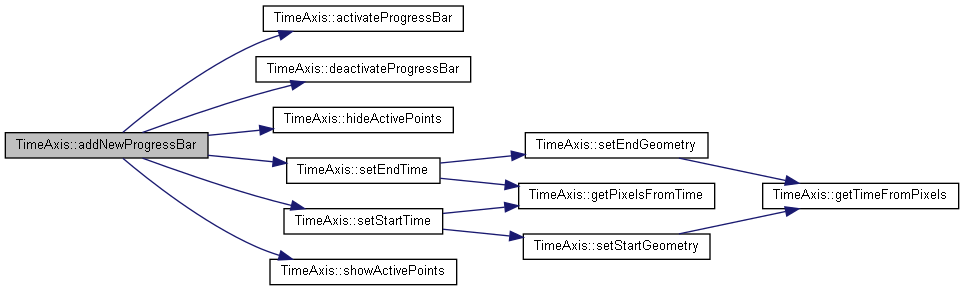 TimeAxis::activateProgressBar
TimeAxis::deactivateProgressBar
TimeAxis::hideActivePoints
TimeAxis::addNewProgressBar
TimeAxis::setEndGeometry
TimeAxis::setEndTime
TimeAxis::getPixelsFromTime
TimeAxis::getTimeFromPixels
TimeAxis::setStartTime
TimeAxis::setStartGeometry
TimeAxis::showActivePoints